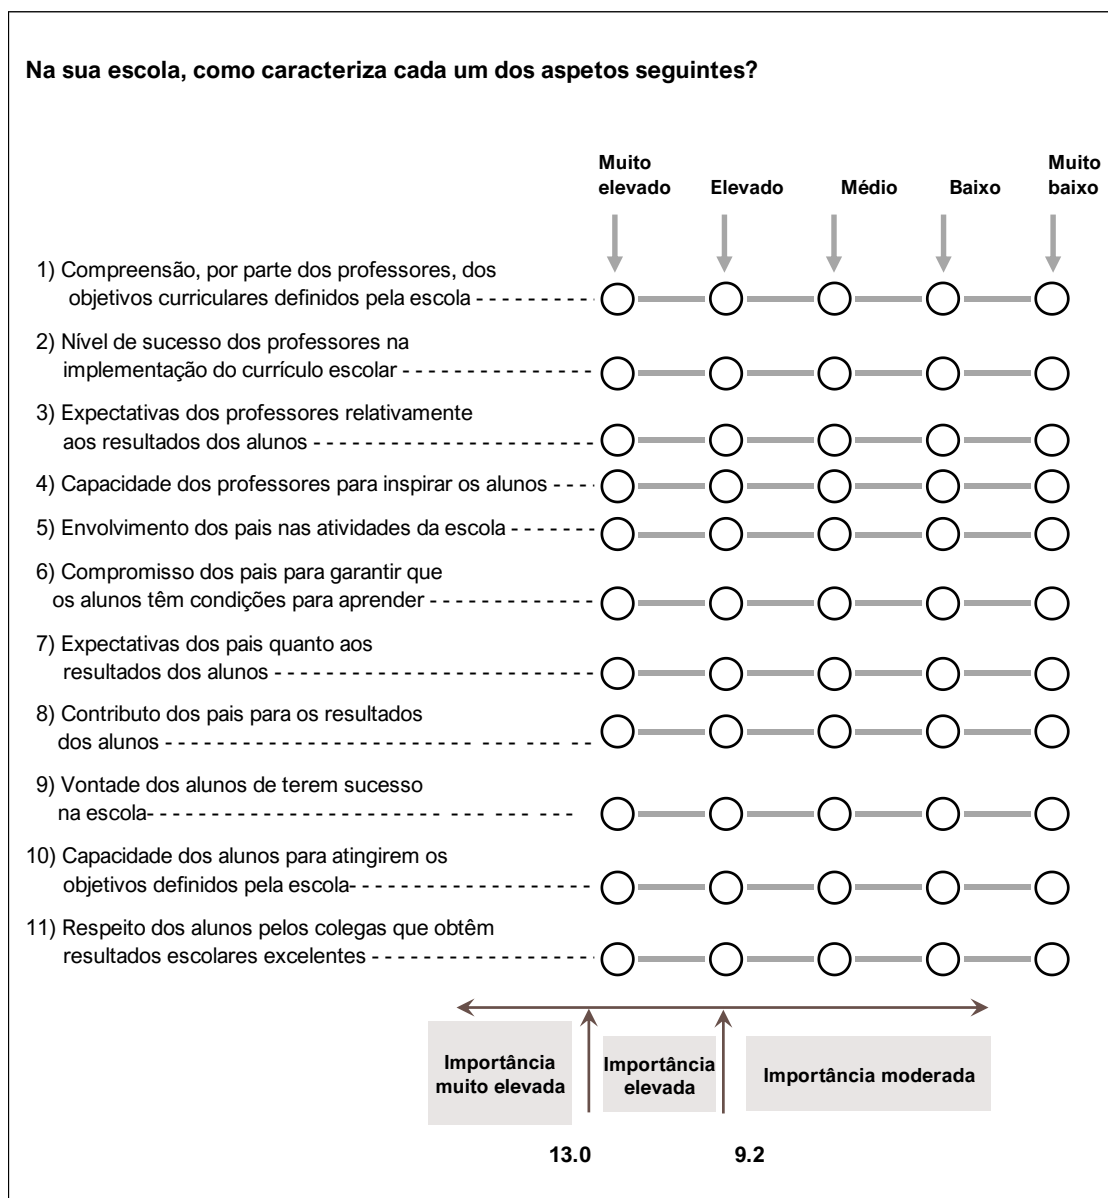 Na sua escola, como caracteriza cada um dos aspetos seguintes?
Muito elevado
Elevado
Médio
Baixo
Muito baixo
1) Compreensão, por parte dos professores, dos
objetivos curriculares definidos pela escola
2) Nível de sucesso dos professores na
implementação do currículo escolar
3) Expectativas dos professores relativamente
aos resultados dos alunos
4) Capacidade dos professores para inspirar os alunos
5) Envolvimento dos pais nas atividades da escola
6) Compromisso dos pais para garantir que
os alunos têm condições para aprender
7) Expectativas dos pais quanto aos
resultados dos alunos
8) Contributo dos pais para os resultados
dos alunos
9) Vontade dos alunos de terem sucesso
na escola
10) Capacidade dos alunos para atingirem os
objetivos definidos pela escola
11) Respeito dos alunos pelos colegas que obtêm
resultados escolares excelentes
Importância
muito elevada
Importância
elevada
Importância moderada
13.0
9.2